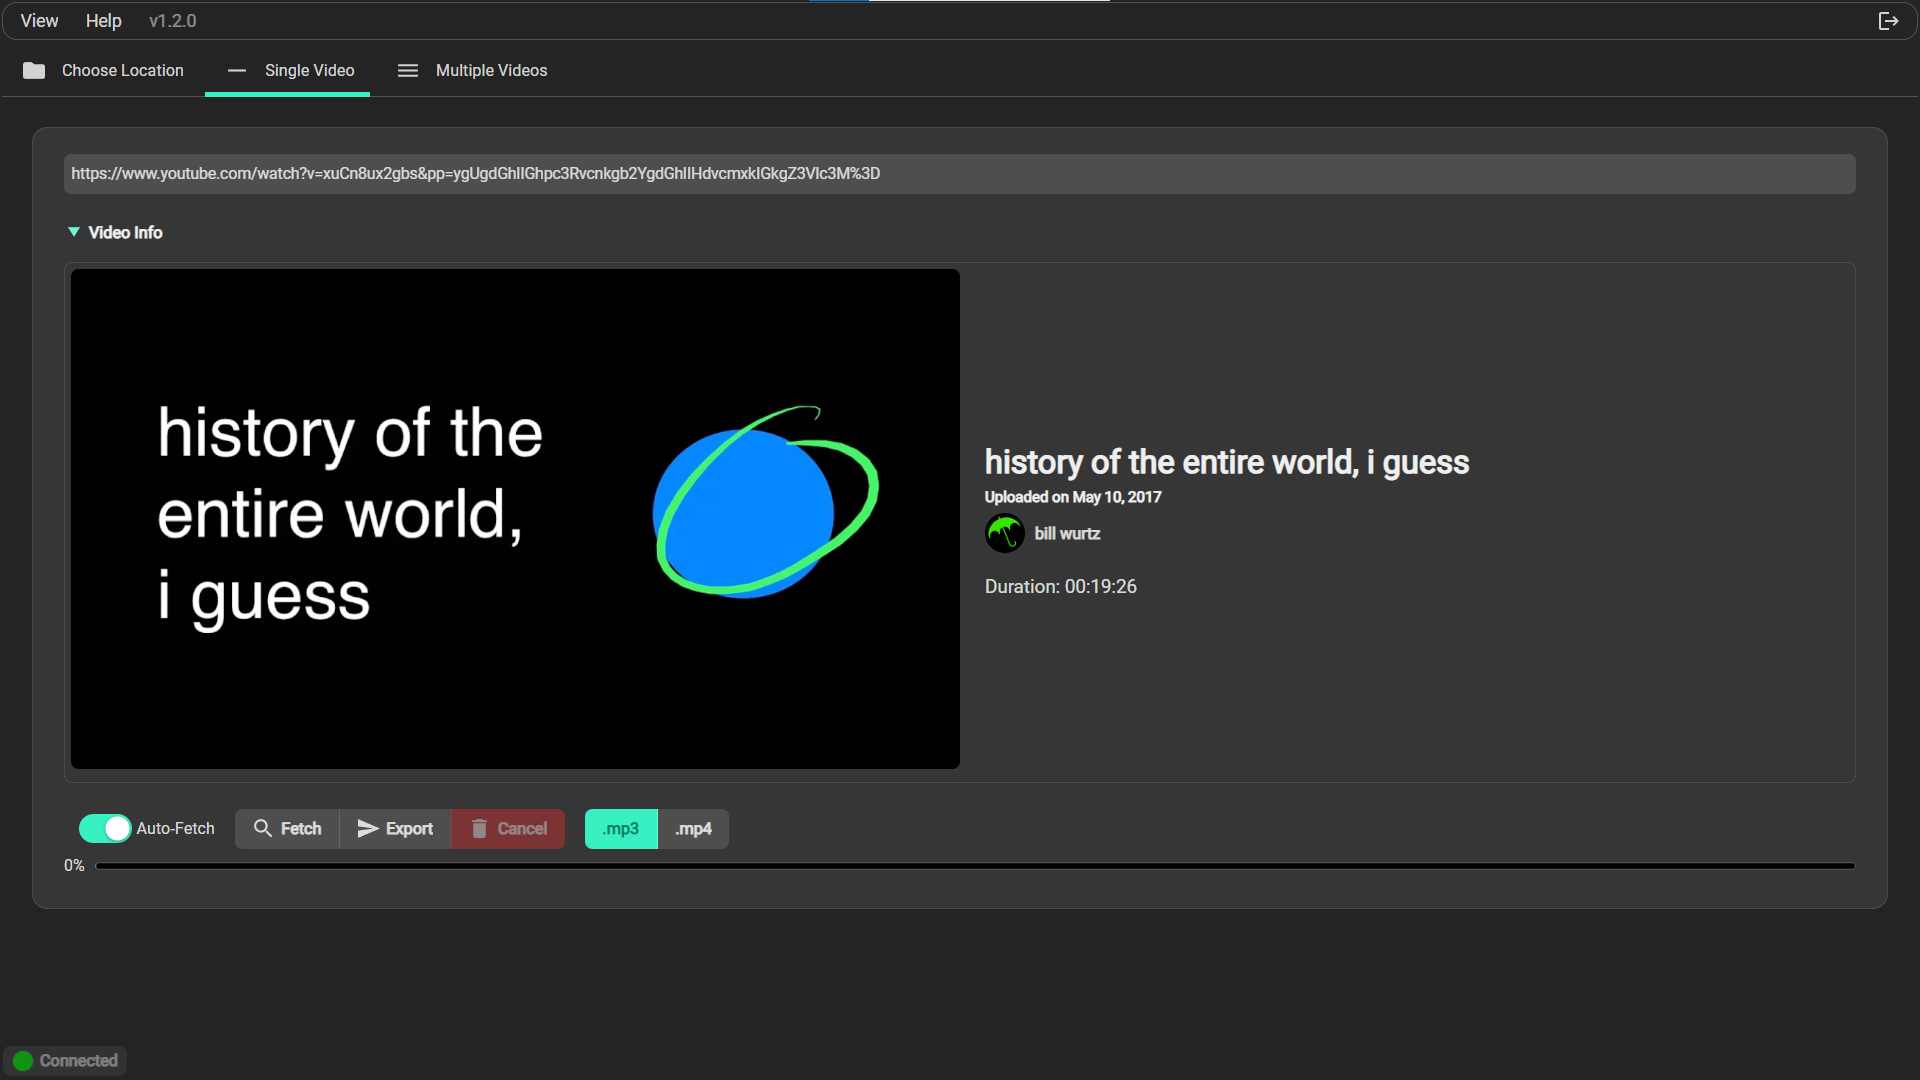 View Help v1.2.0
Choose Location Single Video Multiple Videos
https://www.youtube.com/watch?v=xuCn8ux2gbs&pp=ygUgdGhlIGhpc3Rvcnkgb2YgdGhlIHdvcmxkIGkgZ3Vlc3M%3D
Video Info
history of the
entire world,
i guess
history of the entire world, i guess
Uploaded on May 10, 2017
bill wurtz
Duration: 00:19:26
Auto-Fetch Fetch Export Cancel .mp3 .mp4
0%
Connected